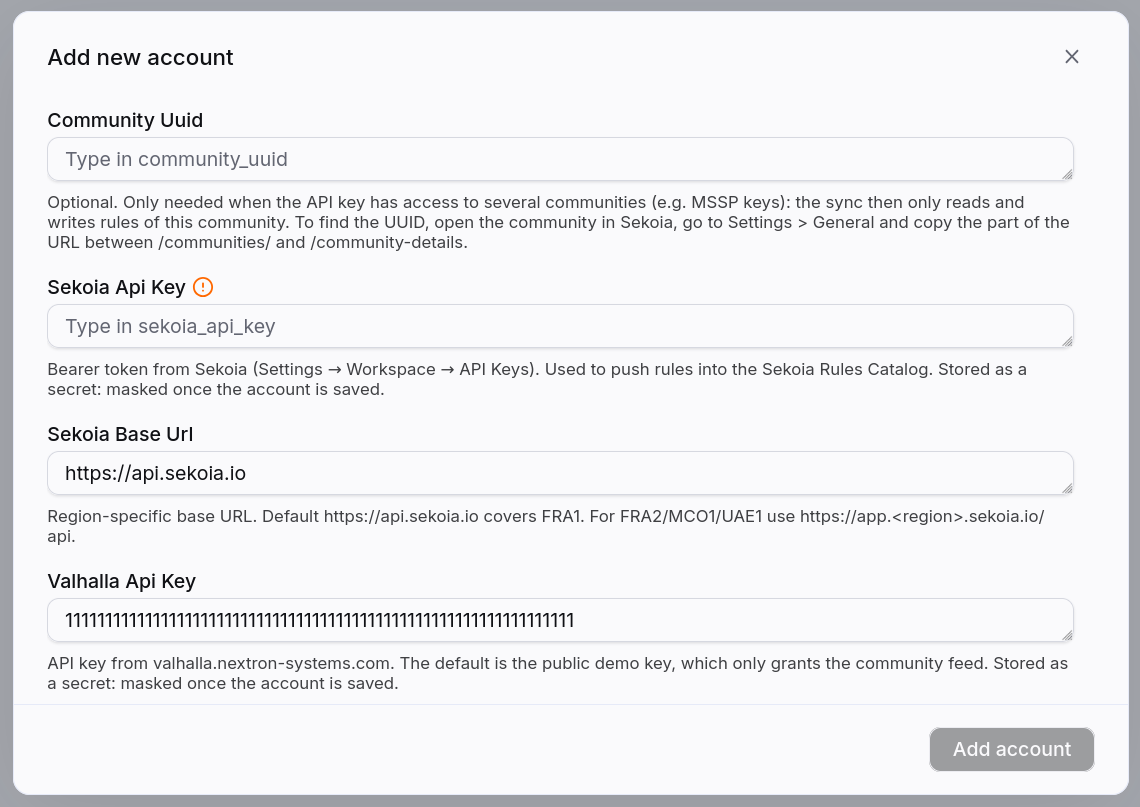 Add new account
Community Uuid
Type in community_uuid
Optional. Only needed when the API key has access to several communities (e.g. MSSP keys): the sync then only reads and
writes rules of this community. To find the UUID, open the community in Sekoia, go to Settings > General and copy the part of the
URL between /communities/ and /community-details.
Sekoia Api Key
Type in sekoia_api_key
Bearer token from Sekoia (Settings → Workspace → API Keys). Used to push rules into the Sekoia Rules Catalog. Stored as a
secret: masked once the account is saved.
Sekoia Base Url
https://api.sekoia.io
Region-specific base URL. Default https://api.sekoia.io covers FRA1. For FRA2/MCO1/UAE1 use https://app.<region>.sekoia.io/
api.
Valhalla Api Key
1111111111111111111111111111111111111111111111111111111111111111
API key from valhalla.nextron-systems.com. The default is the public demo key, which only grants the community feed. Stored as
a secret: masked once the account is saved.
Add account